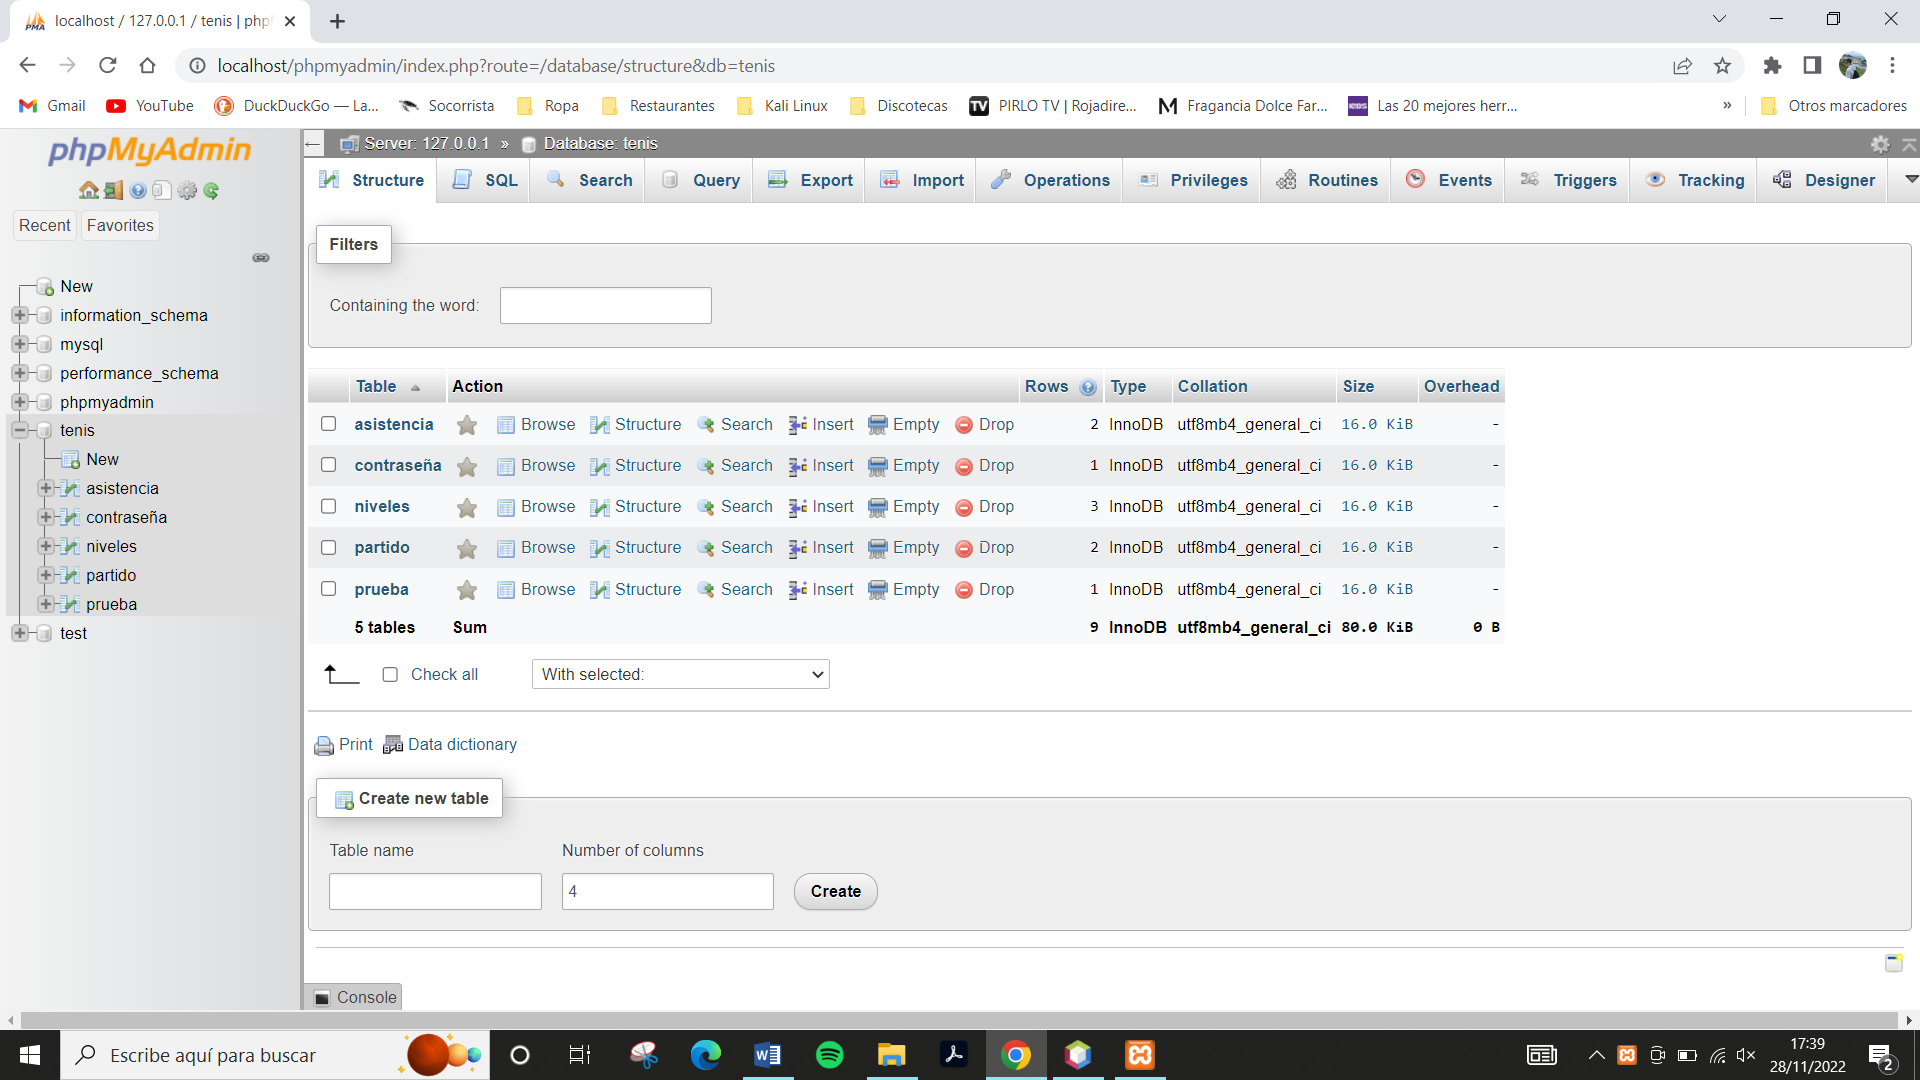 localhost / 127.0.0.1 / tenis | php
localhost/phpmyadmin/index.php?route=/database/structure&db=tenis
Gmail YouTube DuckDuckGo — La... Socorrista Ropa Restaurantes Kali Linux Discotecas PIRLO TV | Rojadire... Fragancia Dolce Far... Las 20 mejores herr... » Otros marcadores
phpMyAdmin
Recent Favorites
New
information_schema
mysql
performance_schema
phpmyadmin
tenis
New
asistencia
contraseña
niveles
partido
prueba
test
Server: 127.0.0.1 » Database: tenis
Structure SQL Search Query Export Import Operations Privileges Routines Events Triggers Tracking Designer
Filters
Containing the word:
Table Action Rows Type Collation Size Overhead
asistencia Browse Structure Search Insert Empty Drop 2 InnoDB utf8mb4_general_ci 16.0 KiB -
contraseña Browse Structure Search Insert Empty Drop 1 InnoDB utf8mb4_general_ci 16.0 KiB -
niveles Browse Structure Search Insert Empty Drop 3 InnoDB utf8mb4_general_ci 16.0 KiB -
partido Browse Structure Search Insert Empty Drop 2 InnoDB utf8mb4_general_ci 16.0 KiB -
prueba Browse Structure Search Insert Empty Drop 1 InnoDB utf8mb4_general_ci 16.0 KiB -
5 tables Sum 9 InnoDB utf8mb4_general_ci 80.0 KiB 0 B
Check all With selected:
Print Data dictionary
Create new table
Table name Number of columns
4 Create
Console
Escribe aquí para buscar
17:39
28/11/2022
2